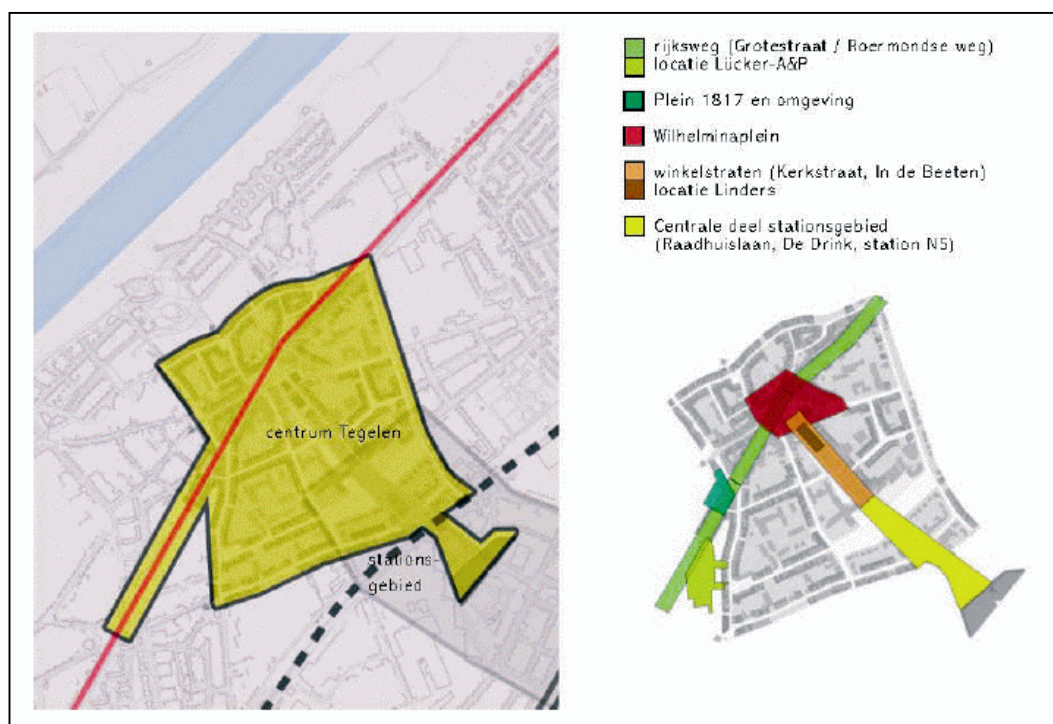 centrum Tegelen
stations-
gebied
rijksweg (Grotestraat / Roermondse weg)
locatie Lücker-A&P
Plein 1817 en omgeving
Wilhelminaplein
winkelstraten (Kerkstraat, In de Beeten)
locatie Linders
Centrale deel stationsgebied
(Raadhuislaan, De Drink, station NS)